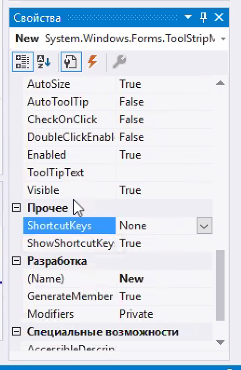 Свойства
New System.Windows.Forms.ToolStripM
AutoSize True
AutoToolTip False
CheckOnClick False
DoubleClickEnabl False
Enabled True
ToolTipText
Visible True
Прочее
ShortcutKeys None
ShowShortcutKey True
Разработка
(Name) New
GenerateMember True
Modifiers Private
Специальные возможности
AccessibleDescrip